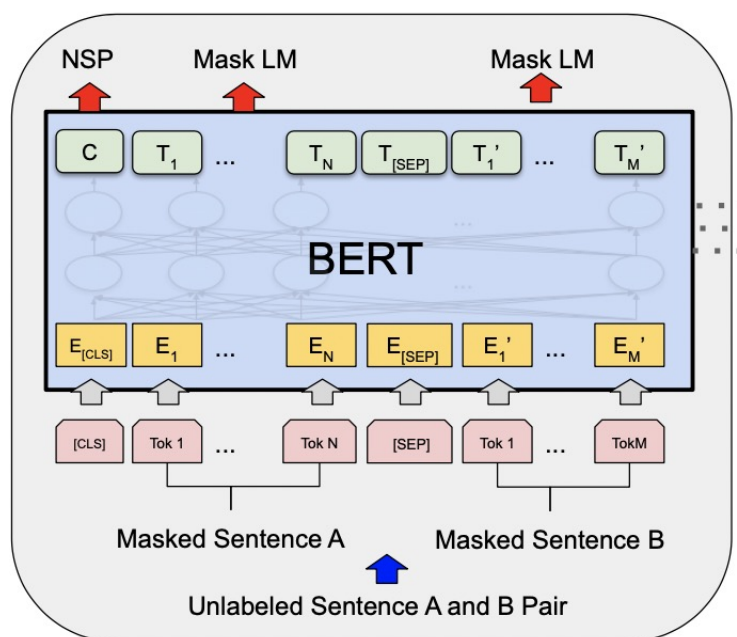 NSP Mask LM Mask LM
C T1 ... TN T[SEP] T1’ ... TM’
...
BERT
...
E[CLS] E1 ... EN E[SEP] E1’ ... EM’
[CLS] Tok 1 ... Tok N [SEP] Tok 1 ... TokM
Masked Sentence A Masked Sentence B
Unlabeled Sentence A and B Pair